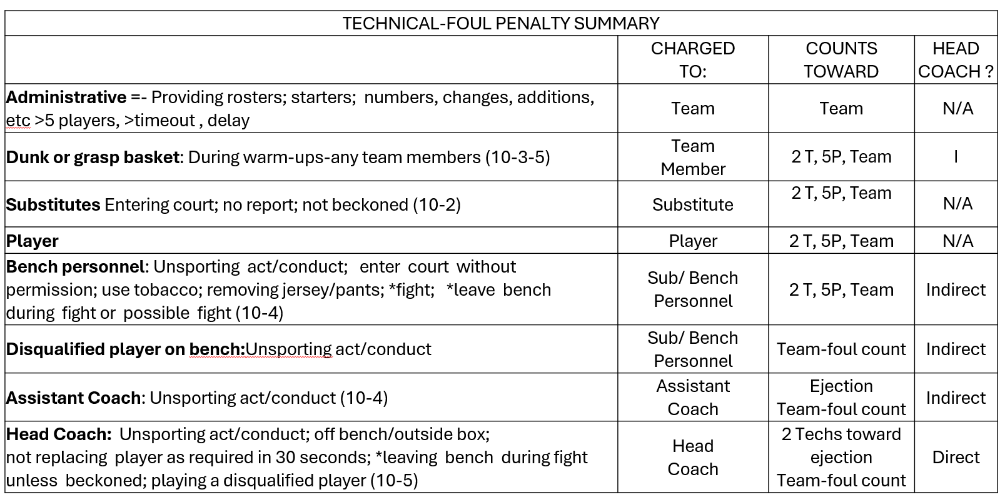 TECHNICAL-FOUL PENALTY SUMMARY
CHARGED
TO:
COUNTS
TOWARD
HEAD
COACH ?
Administrative =- Providing rosters; starters; numbers, changes, additions,
etc >5 players, >timeout , delay
Team
Team
N/A
Dunk or grasp basket: During warm-ups-any team members (10-3-5)
Team
Member
2 T, 5P, Team
I
Substitutes Entering court; no report; not beckoned (10-2)
Substitute
2 T, 5P, Team
N/A
Player
Player
2 T, 5P, Team
N/A
Bench personnel: Unsporting act/conduct; enter court without
permission; use tobacco; removing jersey/pants; *fight; *leave bench
during fight or possible fight (10-4)
Sub/ Bench
Personnel
2 T, 5P, Team
Indirect
Disqualified player on bench:Unsporting act/conduct
Sub/ Bench
Personnel
Team-foul count
Indirect
Assistant Coach: Unsporting act/conduct (10-4)
Assistant
Coach
Ejection
Team-foul count
Indirect
Head Coach: Unsporting act/conduct; off bench/outside box;
not replacing player as required in 30 seconds; *leaving bench during fight
unless beckoned; playing a disqualified player (10-5)
Head
Coach
2 Techs toward
ejection
Team-foul count
Direct